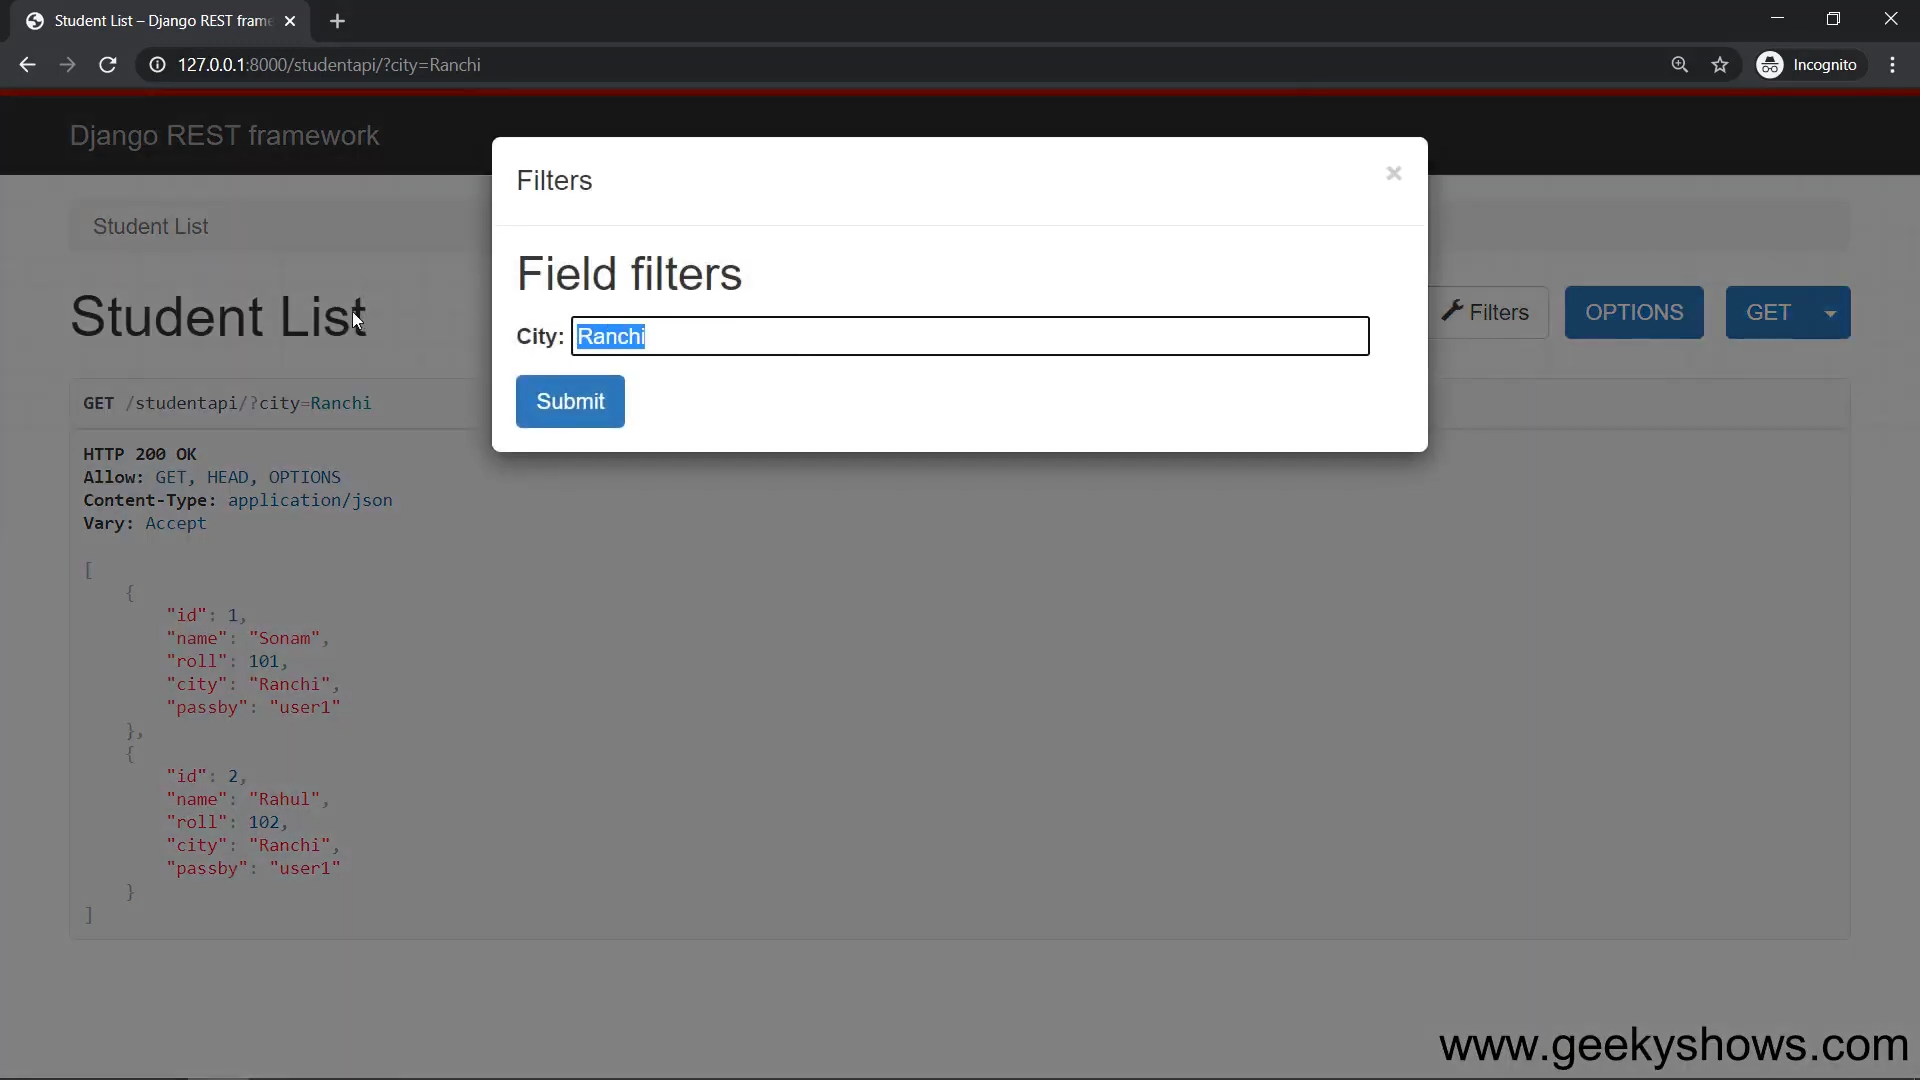 Student List – Django REST fram
127.0.0.1:8000/studentapi/?city=Ranchi
Incognito
Django REST framework
Filters
×
Student List
Field filters
Student List
Filters
OPTIONS
GET
City: Ranchi
Submit
GET /studentapi/?city=Ranchi
HTTP 200 OK
Allow: GET, HEAD, OPTIONS
Content-Type: application/json
Vary: Accept
[
{
"id": 1,
"name": "Sonam",
"roll": 101,
"city": "Ranchi",
"passby": "user1"
},
{
"id": 2,
"name": "Rahul",
"roll": 102,
"city": "Ranchi",
"passby": "user1"
}
]
www.geekyshows.com